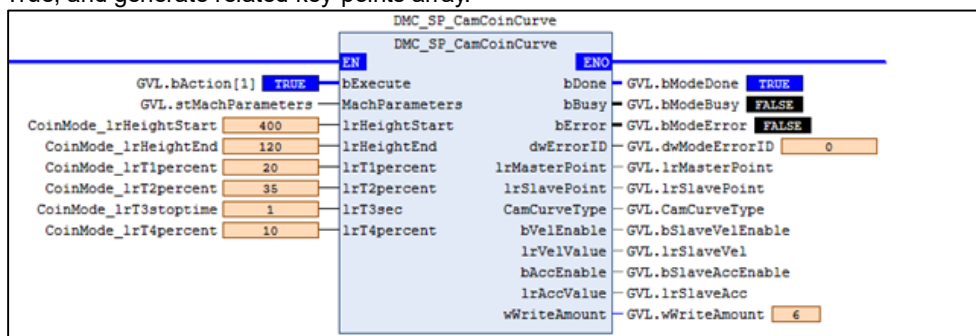 True, and generate related key-points array.
DMC_SP_CamCoinCurve
DMC_SP_CamCoinCurve
EN ENO
GVL.bAction[1] TRUE bExecute bDone GVL.bModeDone TRUE
GVL.stMachParameters MachParameters bBusy GVL.bModeBusy FALSE
CoinMode_lrHeightStart 400 lrHeightStart bError GVL.bModeError FALSE
CoinMode_lrHeightEnd 120 lrHeightEnd dwErrorID GVL.dwModeErrorID 0
CoinMode_lrT1percent 20 lrT1percent lrMasterPoint GVL.lrMasterPoint
CoinMode_lrT2percent 35 lrT2percent lrSlavePoint GVL.lrSlavePoint
CoinMode_lrT3stoptime 1 lrT3sec CamCurveType GVL.CamCurveType
CoinMode_lrT4percent 10 lrT4percent bVelEnable GVL.bSlaveVelEnable
lrVelValue GVL.lrSlaveVel
bAccEnable GVL.bSlaveAccEnable
lrAccValue GVL.lrSlaveAcc
wWriteAmount GVL.wWriteAmount 6